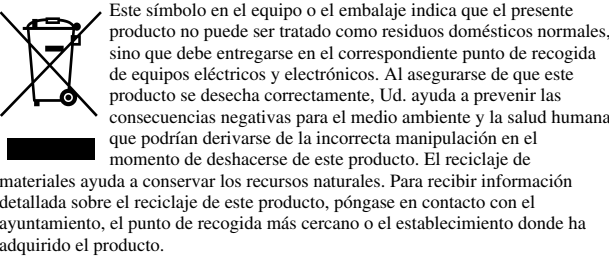 Este símbolo en el equipo o el embalaje indica que el presente
producto no puede ser tratado como residuos domésticos normales,
sino que debe entregarse en el correspondiente punto de recogida
de equipos eléctricos y electrónicos. Al asegurarse de que este
producto se desecha correctamente, Ud. ayuda a prevenir las
consecuencias negativas para el medio ambiente y la salud humana
que podrían derivarse de la incorrecta manipulación en el
momento de deshacerse de este producto. El reciclaje de
materiales ayuda a conservar los recursos naturales. Para recibir información
detallada sobre el reciclaje de este producto, póngase en contacto con el
ayuntamiento, el punto de recogida más cercano o el establecimiento donde ha
adquirido el producto.